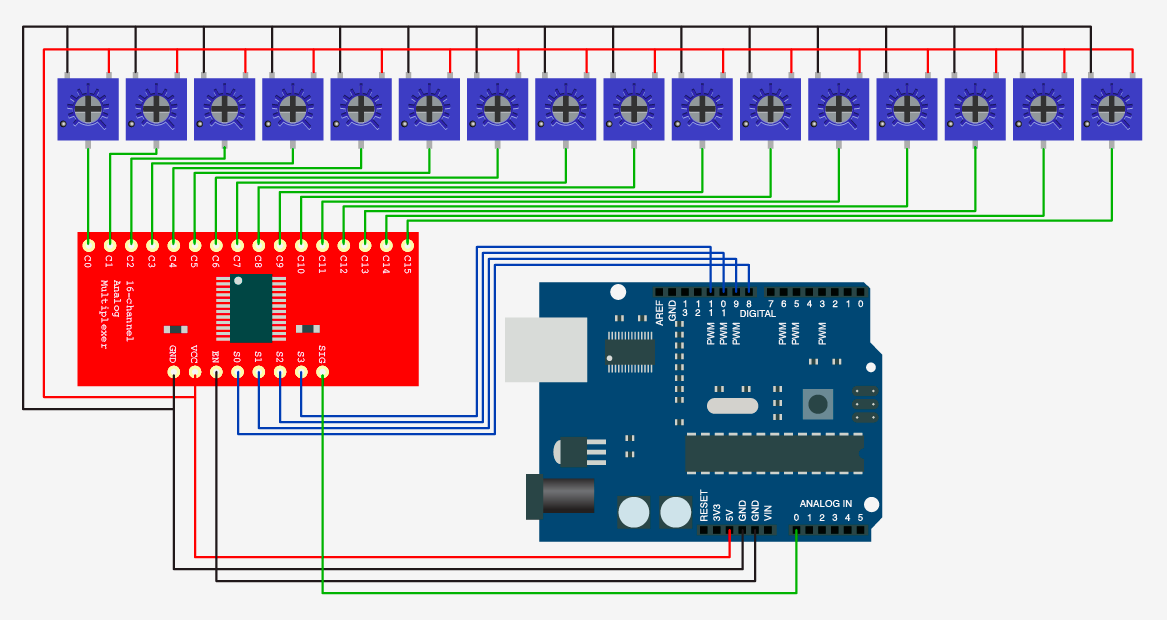 C0 C1 C2 C3 C4 C5 C6 C7 C8 C9 C10 C11 C12 C13 C14 C15
16-channel
Analog
Multiplexer
GND VCC EN S0 S1 S2 S3 SIG
AREF GND 13 12 11 10 9 8 7 6 5 4 3 2 1 0
DIGITAL
PWM PWM PWM PWM PWM PWM
ANALOG IN
RESET 3V3 5V GND GND VIN 0 1 2 3 4 5